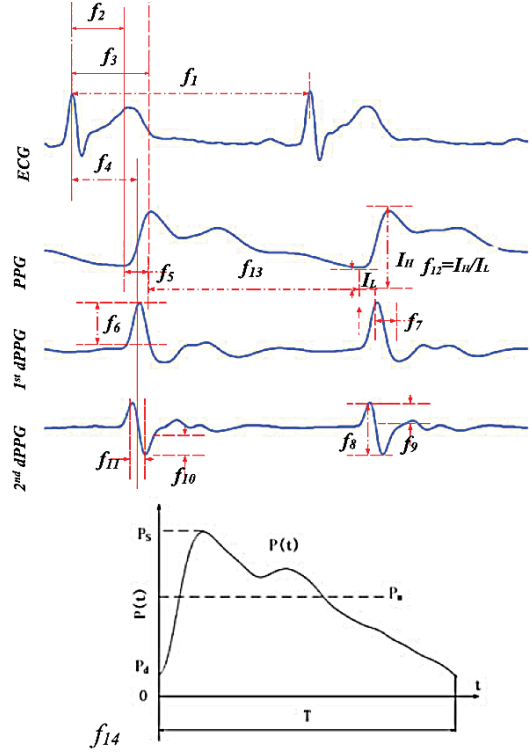 f2
f3
f1
ECG
f4
PPG
f5
f13
IL
IH
f12=IH/IL
1st dPPG
f6
f7
2nd dPPG
f11
f10
f8
f9
Ps
P(t)
P(t)
Pm
Pd
0
t
T
f14